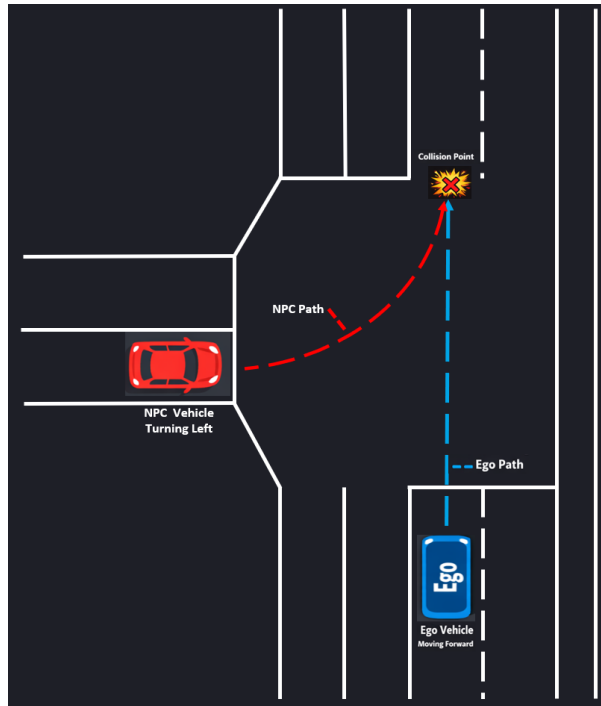 Collision Point
NPC Path
NPC Vehicle
Turning Left
Ego Path
Ego
Ego Vehicle
Moving Forward